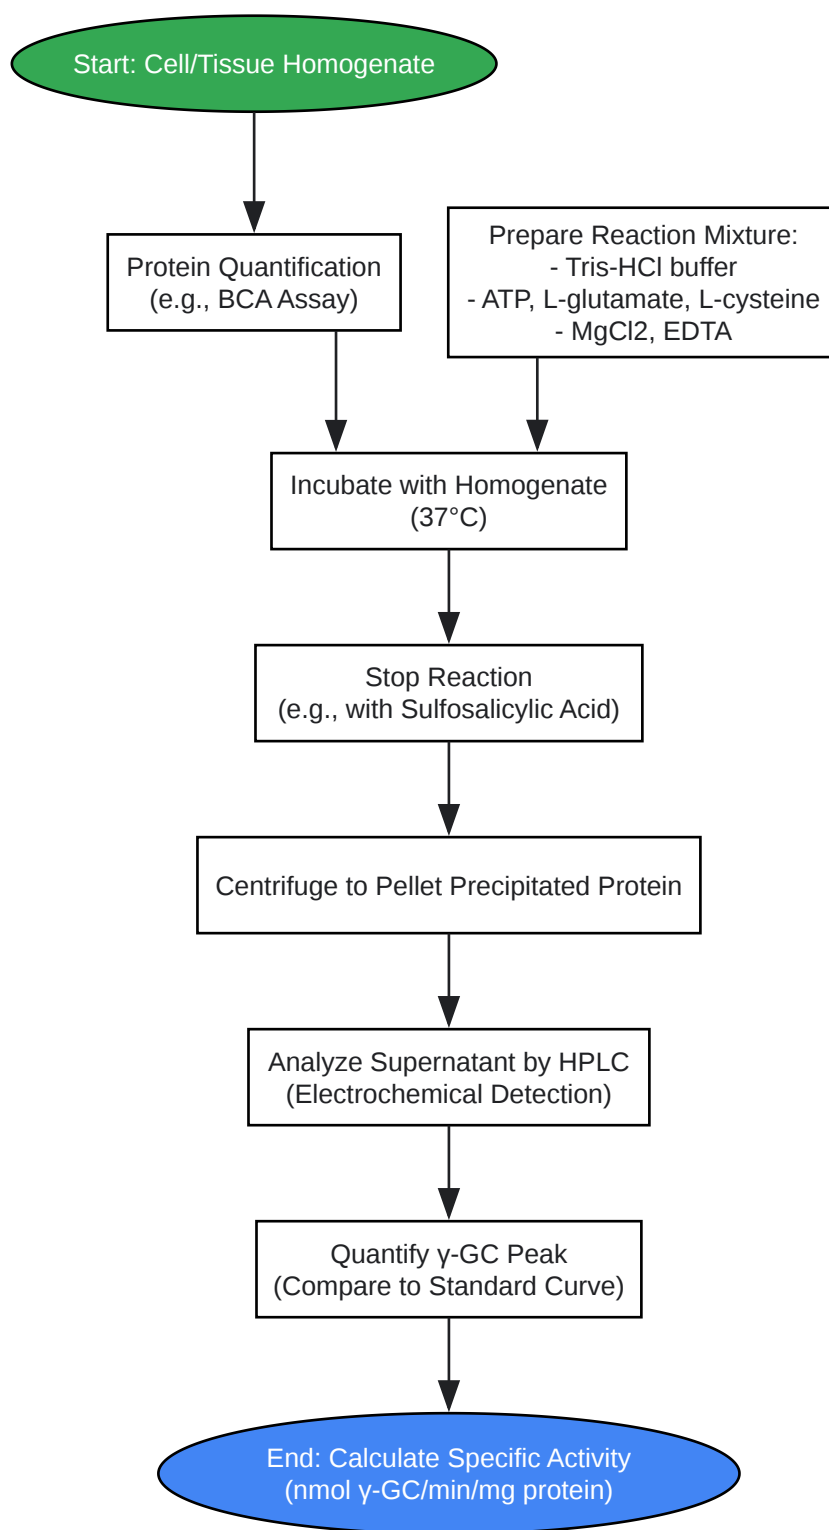 Start: Cell/Tissue Homogenate
Protein Quantification
(e.g., BCA Assay)
Prepare Reaction Mixture:
- Tris-HCl buffer
- ATP, L-glutamate, L-cysteine
- MgCl2, EDTA
Incubate with Homogenate
(37°C)
Stop Reaction
(e.g., with Sulfosalicylic Acid)
Centrifuge to Pellet Precipitated Protein
Analyze Supernatant by HPLC
(Electrochemical Detection)
Quantify γ-GC Peak
(Compare to Standard Curve)
End: Calculate Specific Activity
(nmol γ-GC/min/mg protein)